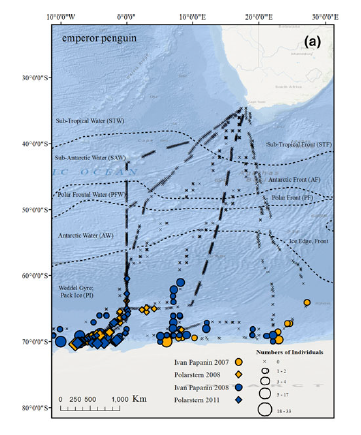 10°0'0"W 0°0'0" 10°0'0"E 20°0'0"E 30°0'0"E
emperor penguin (a)
30°0'0"S
Sub-Tropical Water (STW)
40°0'0"S
Sub-Tropical Front (STF)
Sub-Antarctic Water (SAW)
IC OCEAN
Antarctic Front (AF)
Polar Frontal Water (PFW)
Polar Front (PF)
50°0'0"S
Antarctic Water (AW)
Ice Edge, Front
60°0'0"S
Weddel Gyre,
Pack Ice (PI)
70°0'0"S
Numbers of Individuals
Ivan Papanin 2007
0
Polarstern 2008
1 - 2
3 - 4
Ivan Papanin 2008
5 - 17
Polarstern 2011
18 - 33
0 250 500 1,000 Km
80°0'0"S